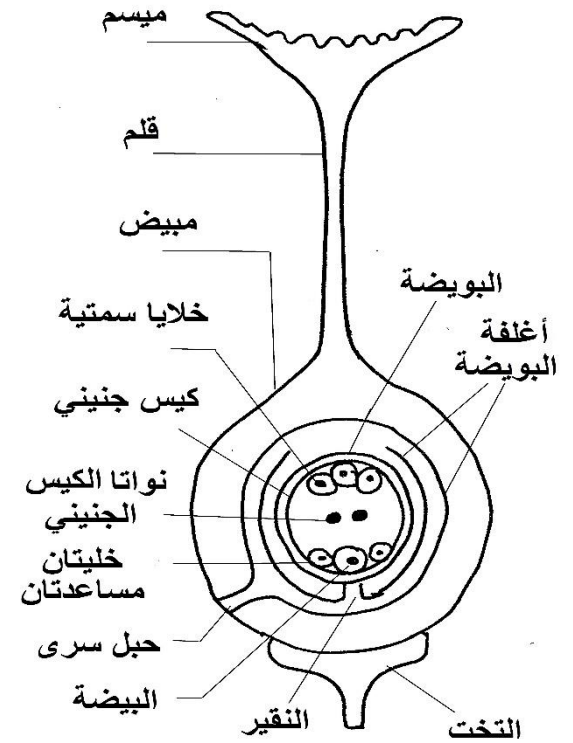 ميسم
قلم
مبيض
البويضة
خلايا سمتية
أغلفة
البويضة
كيس جنيني
نواتا الكيس
الجنيني
خليتان
مساعدتان
حبل سرى
البيضة
النقير
التخت